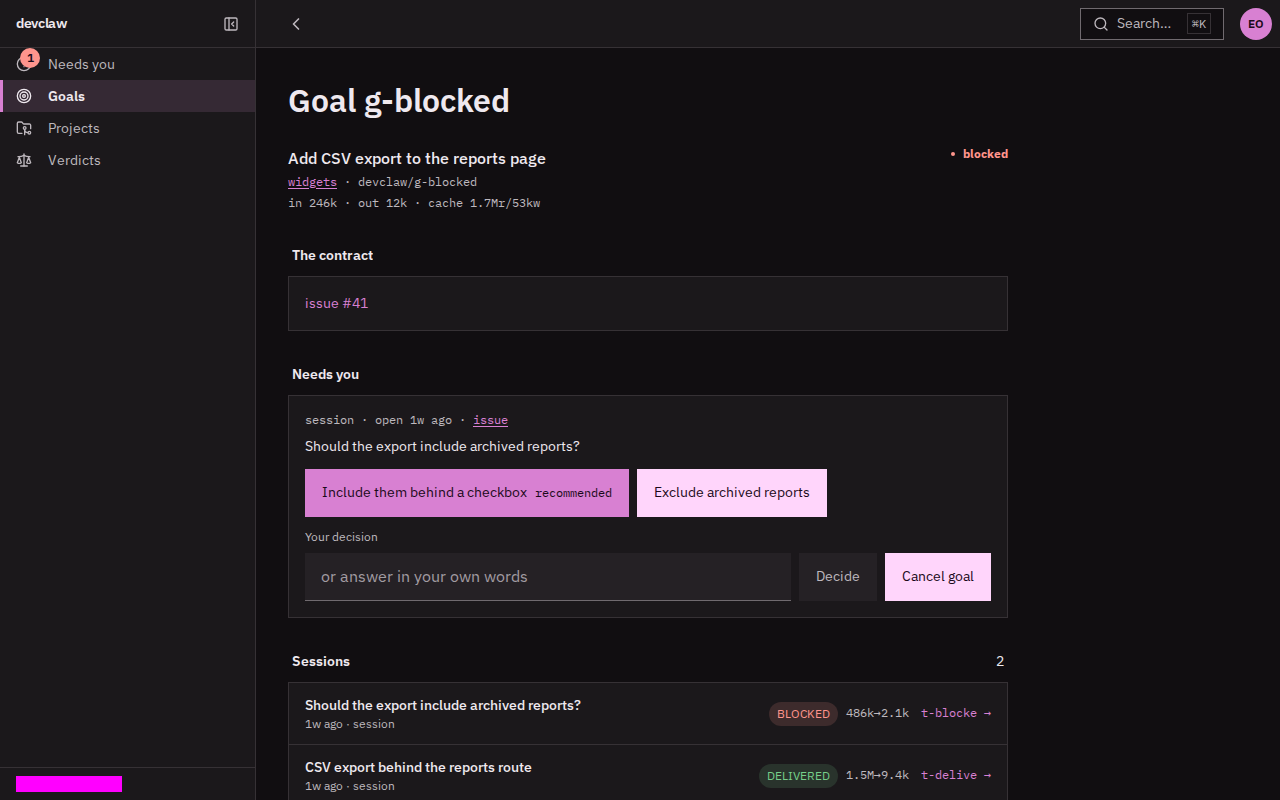 devclaw
Search...
⌘K
EO
1
Needs you
Goals
Projects
Verdicts
Goal g-blocked
Add CSV export to the reports page
• blocked
widgets · devclaw/g-blocked
in 246k · out 12k · cache 1.7Mr/53kw
The contract
issue #41
Needs you
session · open 1w ago · issue
Should the export include archived reports?
Include them behind a checkbox recommended
Exclude archived reports
Your decision
or answer in your own words
Decide
Cancel goal
Sessions
2
Should the export include archived reports?
BLOCKED
486k→2.1k
t-blocke →
1w ago · session
CSV export behind the reports route
DELIVERED
1.5M→9.4k
t-delive →
1w ago · session